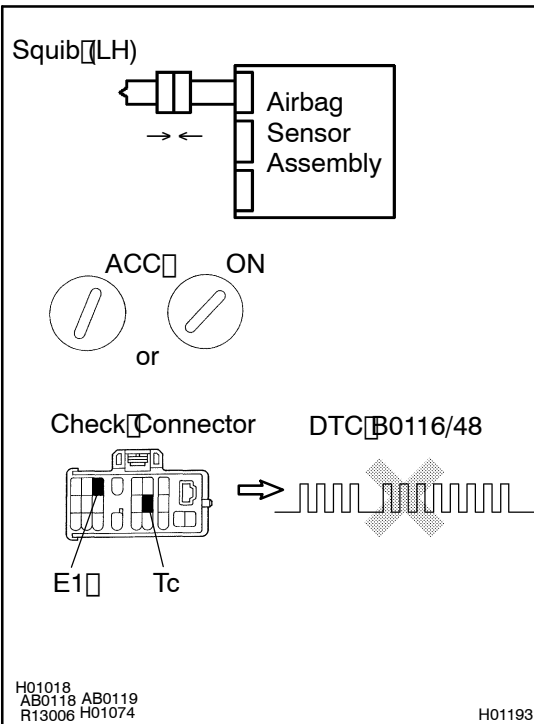 Squib (LH)
Airbag
Sensor
Assembly
ACC ON
or
Check Connector DTC B0116/48
E1 Tc
H01018
AB0118 AB0119
R13006 H01074
H01193